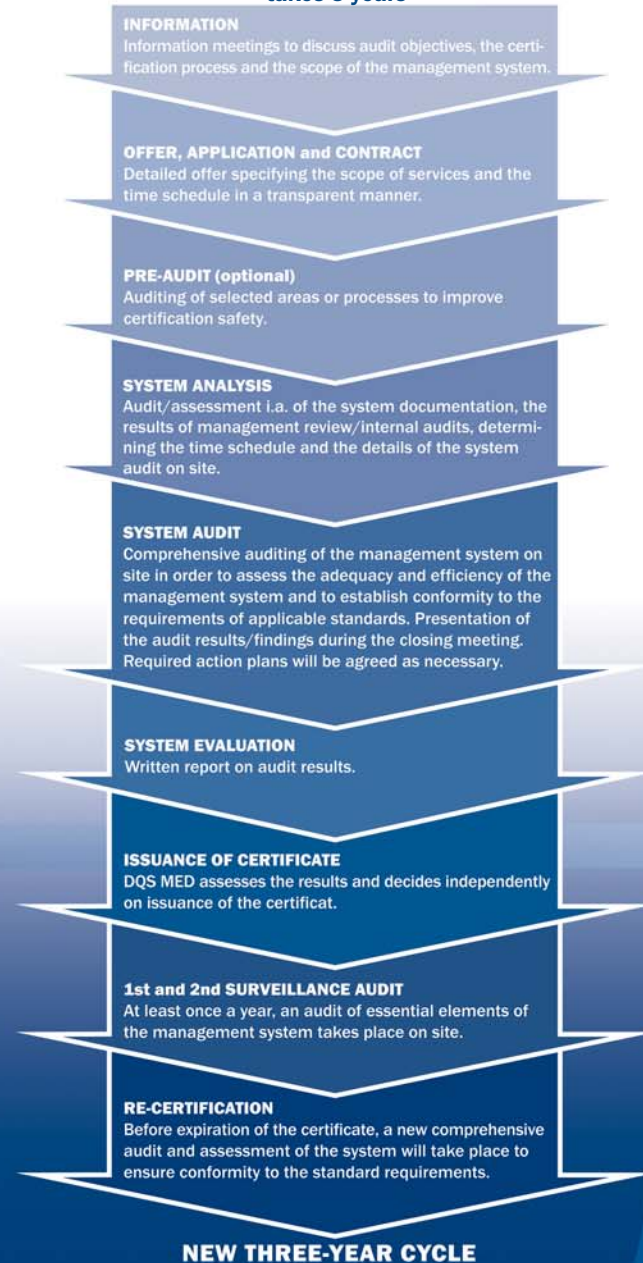 takes 3 years
INFORMATION
Information meetings to discuss audit objectives, the certi-
fication process and the scope of the management system.
OFFER, APPLICATION and CONTRACT
Detailed offer specifying the scope of services and the
time schedule in a transparent manner.
PRE-AUDIT (optional)
Auditing of selected areas or processes to improve
certification safety.
SYSTEM ANALYSIS
Audit/assessment i.a. of the system documentation, the
results of management review/internal audits, determi-
ning the time schedule and the details of the system
audit on site.
SYSTEM AUDIT
Comprehensive auditing of the management system on
site in order to assess the adequacy and efficiency of the
management system and to establish conformity to the
requirements of applicable standards. Presentation of
the audit results/findings during the closing meeting.
Required action plans will be agreed as necessary.
SYSTEM EVALUATION
Written report on audit results.
ISSUANCE OF CERTIFICATE
DQS MED assesses the results and decides independently
on issuance of the certificat.
1st and 2nd SURVEILLANCE AUDIT
At least once a year, an audit of essential elements of
the management system takes place on site.
RE-CERTIFICATION
Before expiration of the certificate, a new comprehensive
audit and assessment of the system will take place to
ensure conformity to the standard requirements.
NEW THREE-YEAR CYCLE